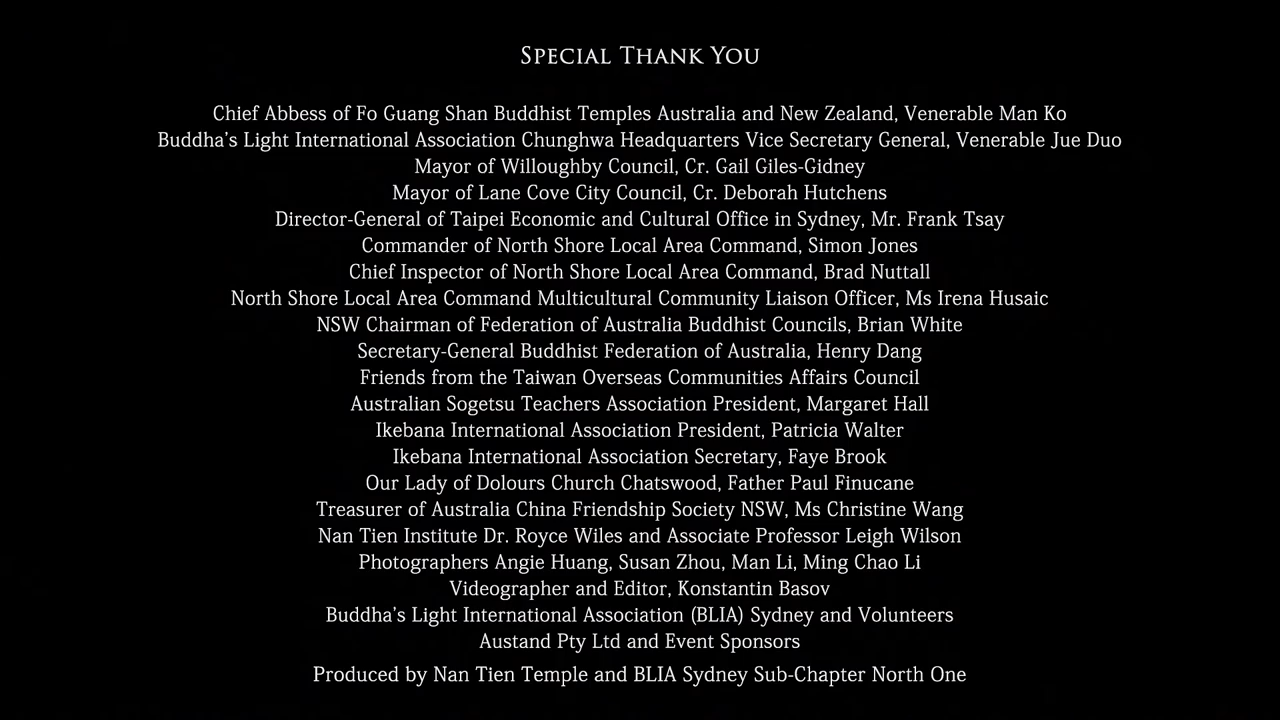 Special Thank You
Chief Abbess of Fo Guang Shan Buddhist Temples Australia and New Zealand, Venerable Man Ko
Buddha's Light International Association Chunghwa Headquarters Vice Secretary General, Venerable Jue Duo
Mayor of Willoughby Council, Cr. Gail Giles-Gidney
Mayor of Lane Cove City Council, Cr. Deborah Hutchens
Director-General of Taipei Economic and Cultural Office in Sydney, Mr. Frank Tsay
Commander of North Shore Local Area Command, Simon Jones
Chief Inspector of North Shore Local Area Command, Brad Nuttall
North Shore Local Area Command Multicultural Community Liaison Officer, Ms Irena Husaic
NSW Chairman of Federation of Australia Buddhist Councils, Brian White
Secretary-General Buddhist Federation of Australia, Henry Dang
Friends from the Taiwan Overseas Communities Affairs Council
Australian Sogetsu Teachers Association President, Margaret Hall
Ikebana International Association President, Patricia Walter
Ikebana International Association Secretary, Faye Brook
Our Lady of Dolours Church Chatswood, Father Paul Finucane
Treasurer of Australia China Friendship Society NSW, Ms Christine Wang
Nan Tien Institute Dr. Royce Wiles and Associate Professor Leigh Wilson
Photographers Angie Huang, Susan Zhou, Man Li, Ming Chao Li
Videographer and Editor, Konstantin Basov
Buddha's Light International Association (BLIA) Sydney and Volunteers
Austand Pty Ltd and Event Sponsors
Produced by Nan Tien Temple and BLIA Sydney Sub-Chapter North One